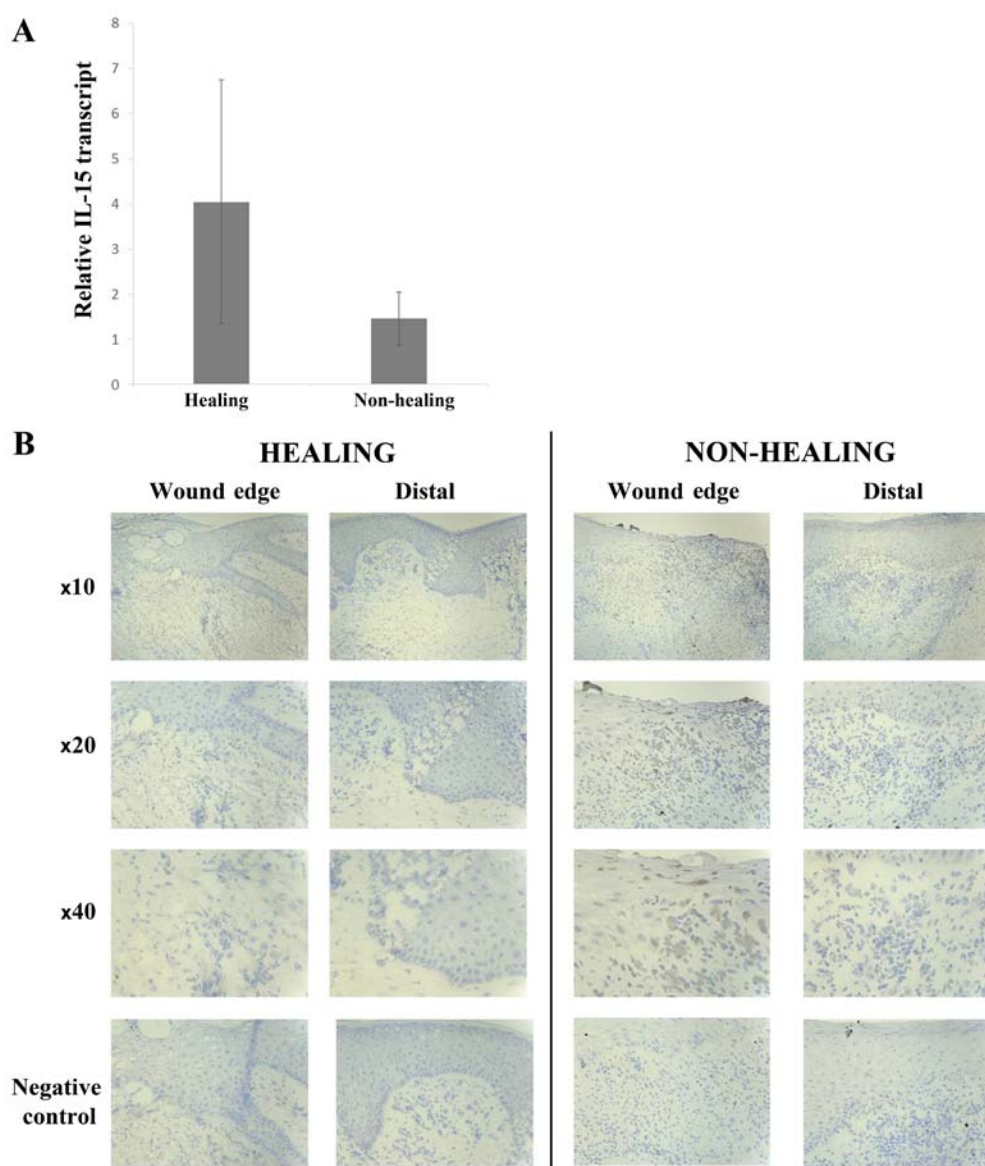 A
8
7
6
5
4
3
2
1
0
Relative IL-15 transcript
Healing Non-healing
B
HEALING NON-HEALING
Wound edge Distal Wound edge Distal
x10
x20
x40
Negative
control